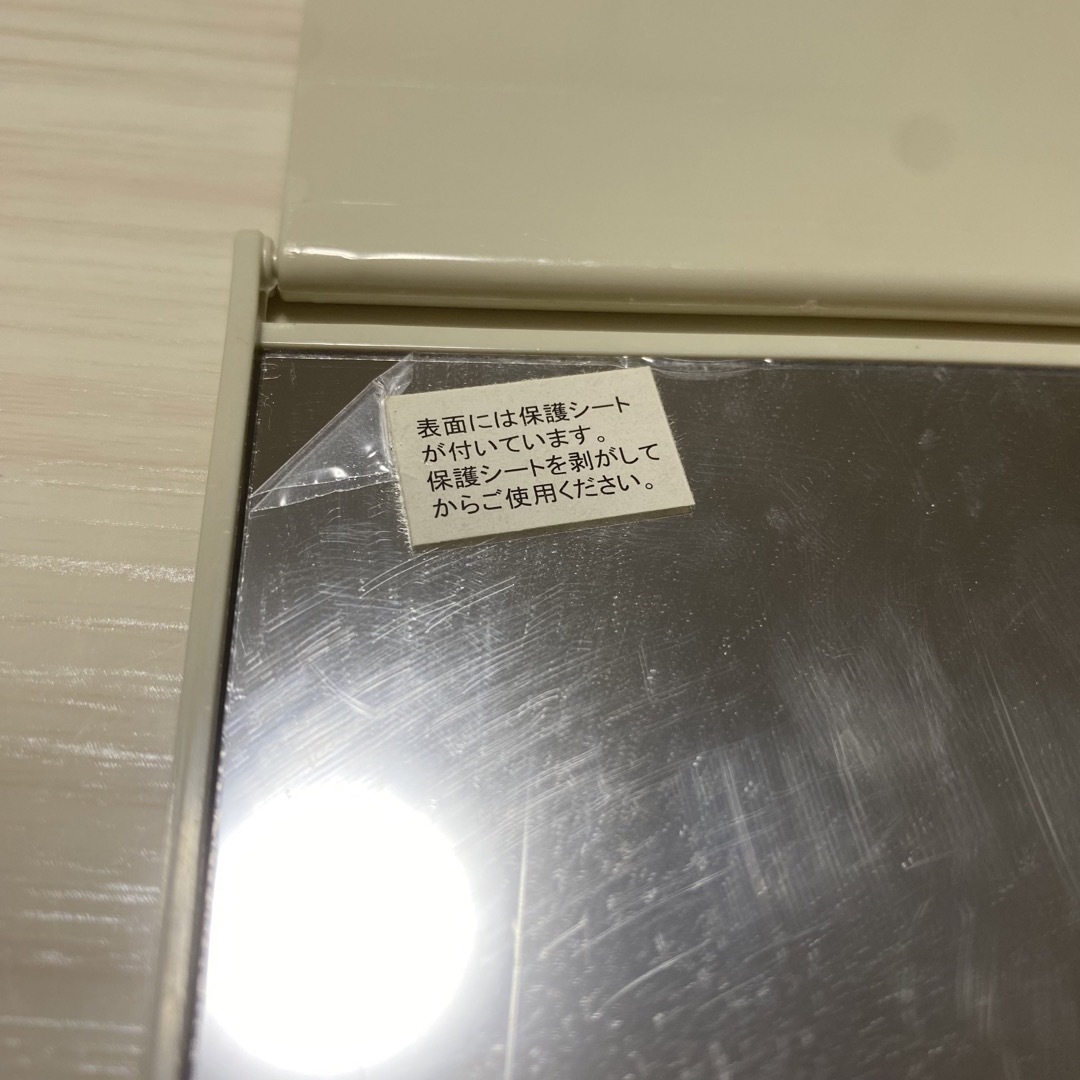 表面には保護シート
が付いています。
保護シートを剥がして
からご使用ください。